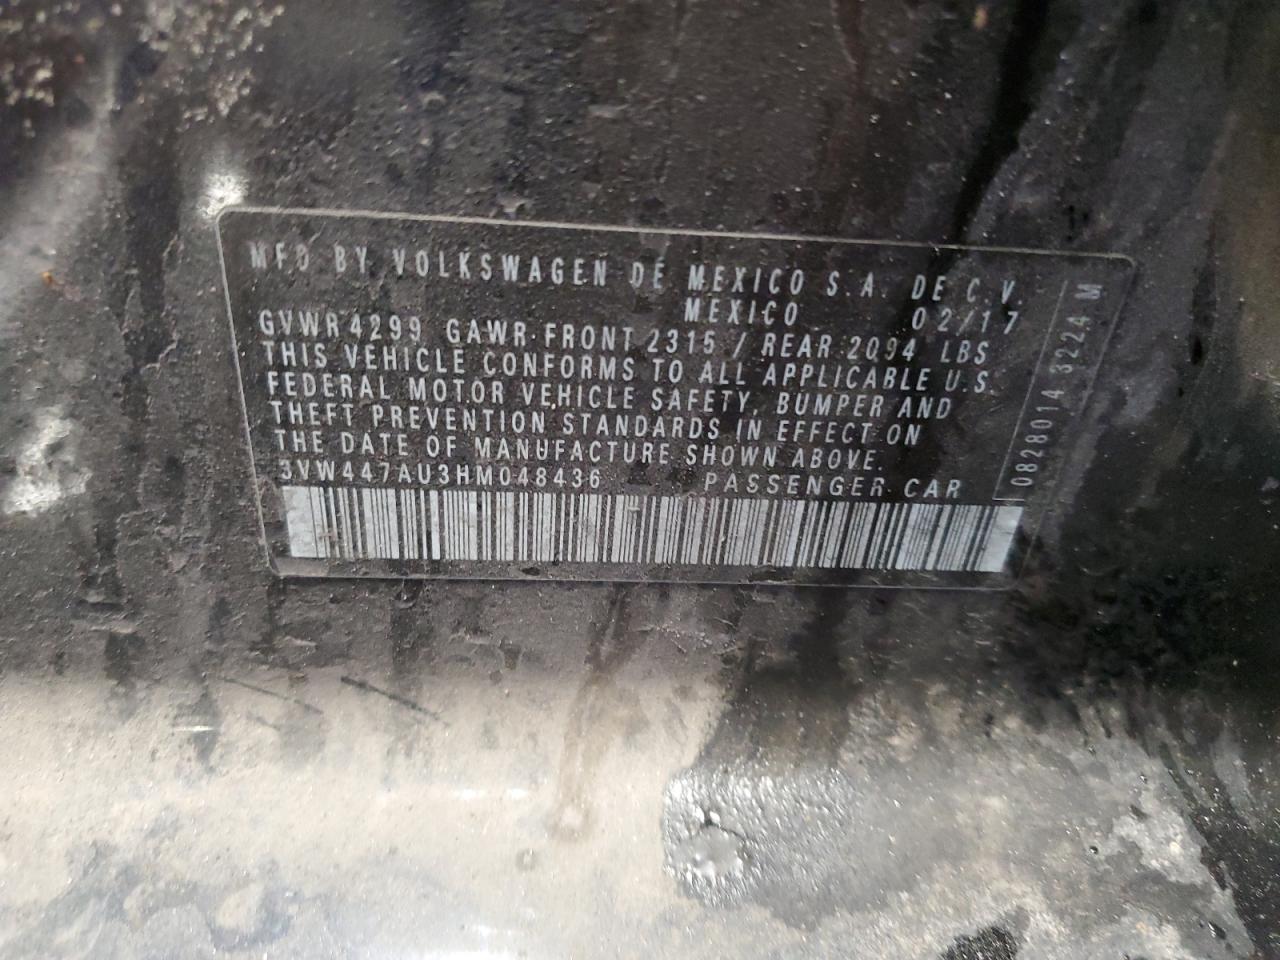 MFD BY VOLKSWAGEN DE MEXICO S.A. DE C.V.
MEXICO 02/17
GVWR 4299 GAWR-FRONT 2315 / REAR 2094 LBS
THIS VEHICLE CONFORMS TO ALL APPLICABLE U.S.
FEDERAL MOTOR VEHICLE SAFETY, BUMPER AND
THEFT PREVENTION STANDARDS IN EFFECT ON
THE DATE OF MANUFACTURE SHOWN ABOVE.
3VW447AU3HM048436 PASSENGER CAR
0828014 3224 M